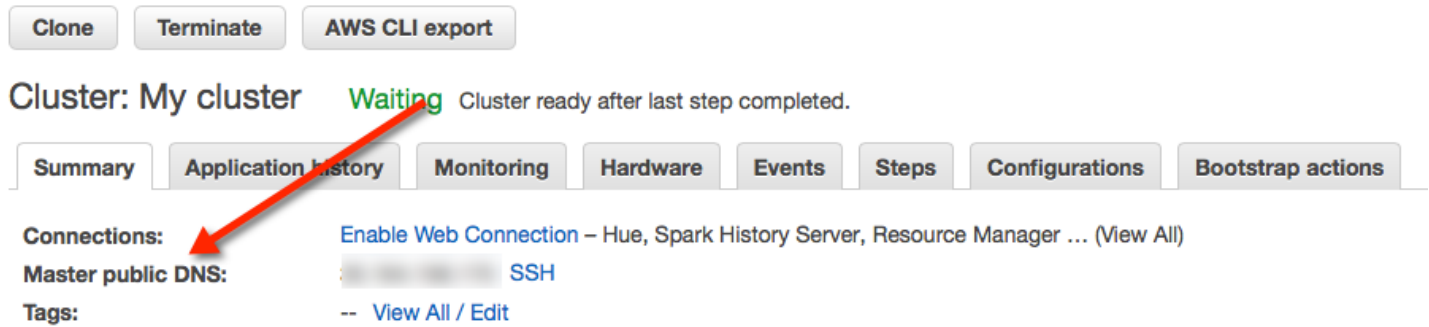 Clone Terminate AWS CLI export
Cluster: My cluster Waiting Cluster ready after last step completed.
Summary Application history Monitoring Hardware Events Steps Configurations Bootstrap actions
Connections: Enable Web Connection – Hue, Spark History Server, Resource Manager … (View All)
Master public DNS: SSH
Tags: -- View All / Edit